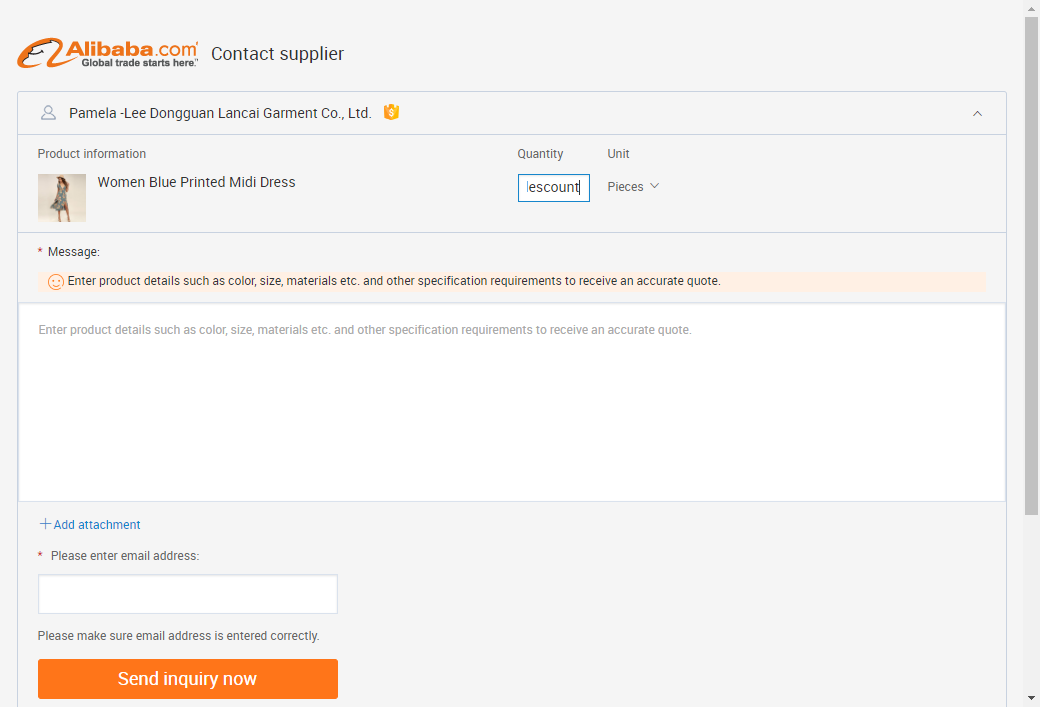 Alibaba.com
Global trade starts here.™
Contact supplier
Pamela -Lee Dongguan Lancai Garment Co., Ltd.
Product information
Quantity
Unit
Women Blue Printed Midi Dress
lescount
Pieces
* Message:
Enter product details such as color, size, materials etc. and other specification requirements to receive an accurate quote.
Enter product details such as color, size, materials etc. and other specification requirements to receive an accurate quote.
Add attachment
* Please enter email address:
Please make sure email address is entered correctly.
Send inquiry now